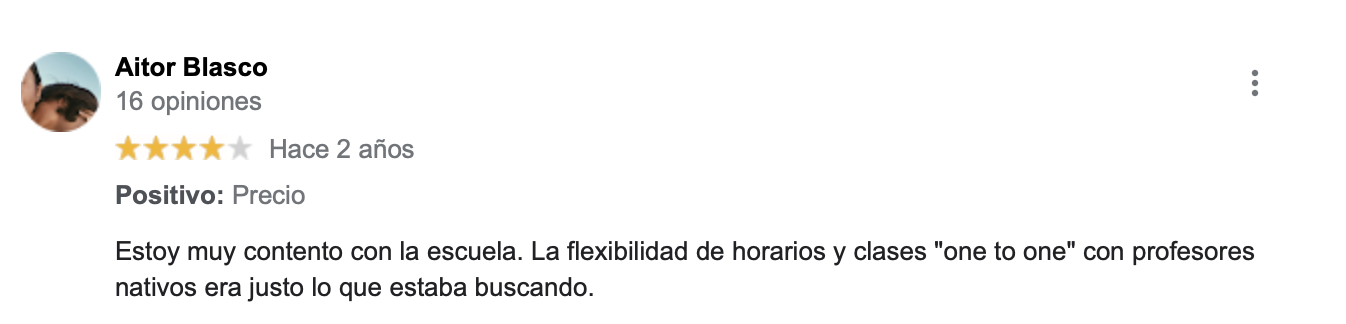 Aitor Blasco
16 opiniones
Hace 2 años
Positivo: Precio
Estoy muy contento con la escuela. La flexibilidad de horarios y clases "one to one" con profesores
nativos era justo lo que estaba buscando.